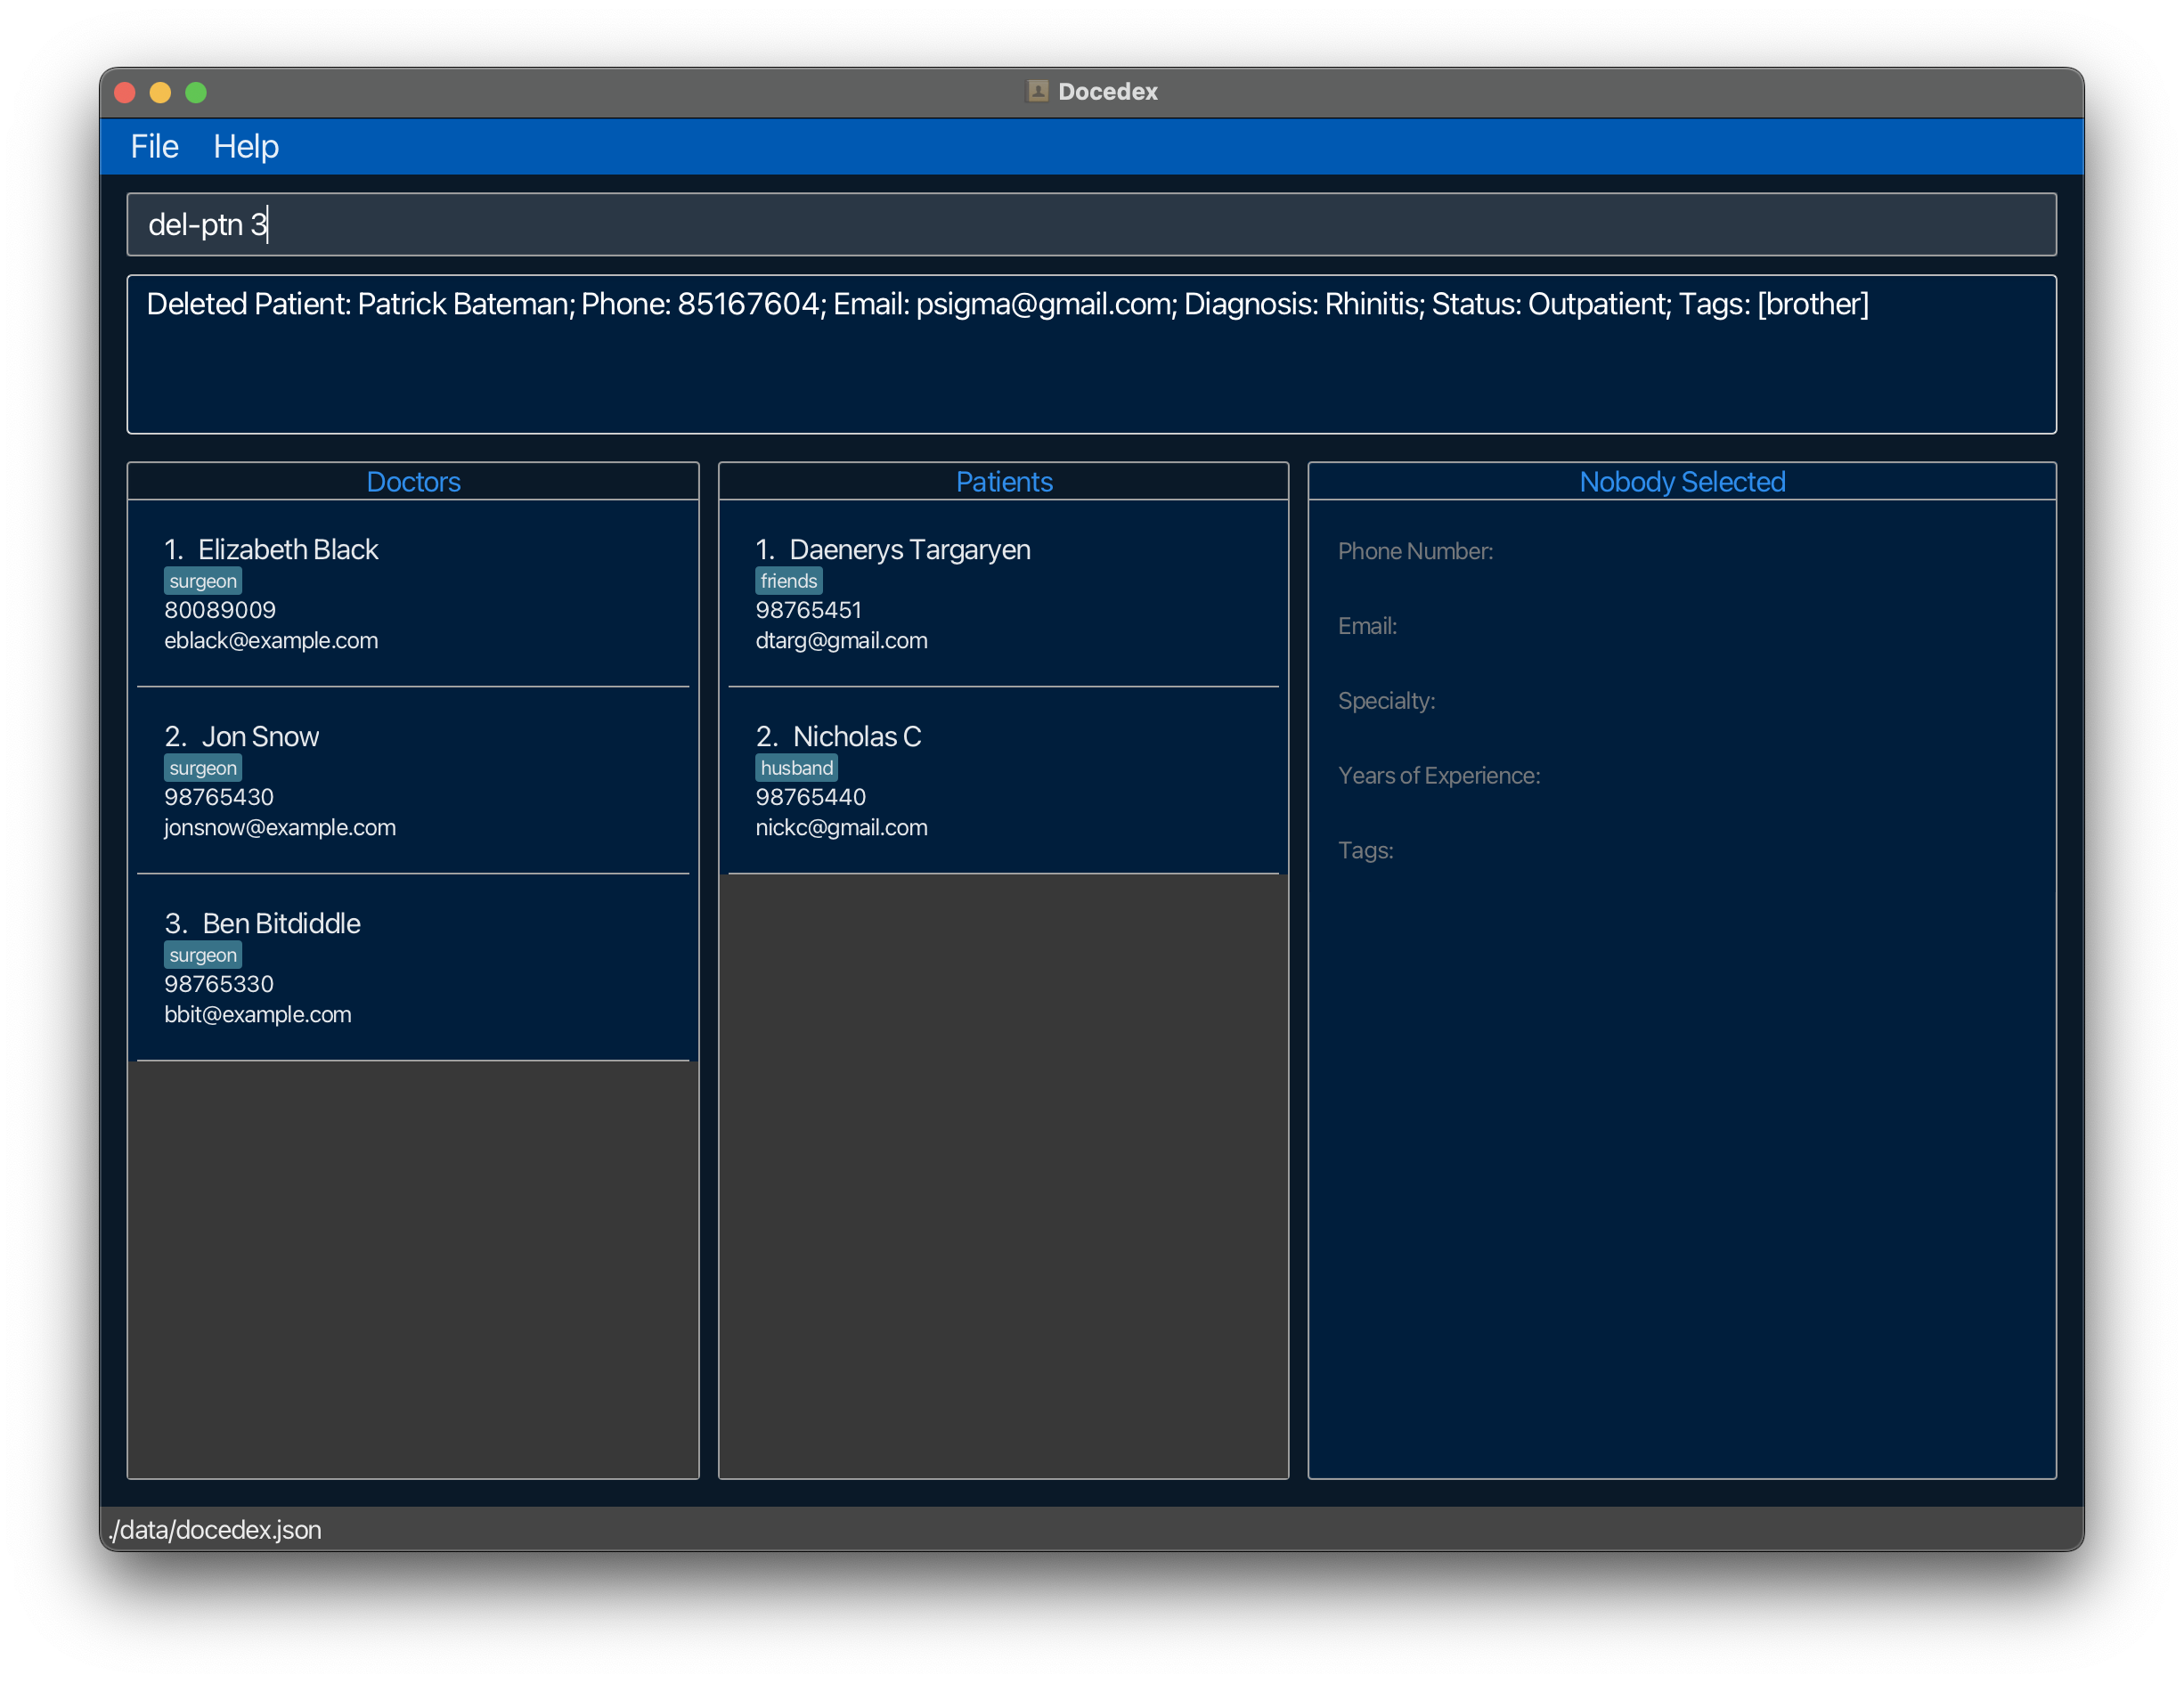 Docedex
File Help
del-ptn 3
Deleted Patient: Patrick Bateman; Phone: 85167604; Email: psigma@gmail.com; Diagnosis: Rhinitis; Status: Outpatient; Tags: [brother]
Doctors
1. Elizabeth Black
surgeon
80089009
eblack@example.com
2. Jon Snow
surgeon
98765430
jonsnow@example.com
3. Ben Bitdiddle
surgeon
98765330
bbit@example.com
Patients
1. Daenerys Targaryen
friends
98765451
dtarg@gmail.com
2. Nicholas C
husband
98765440
nickc@gmail.com
Nobody Selected
Phone Number:
Email:
Specialty:
Years of Experience:
Tags:
./data/docedex.json